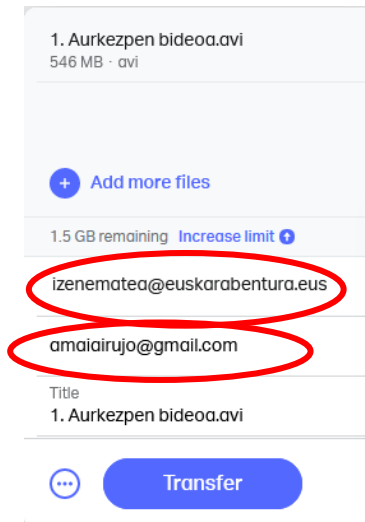 1. Aurkezpen bideoa.avi
546 MB · avi
+ Add more files
1.5 GB remaining Increase limit
izenematea@euskarabentura.eus
amaiairujo@gmail.com
Title
1. Aurkezpen bideoa.avi
Transfer